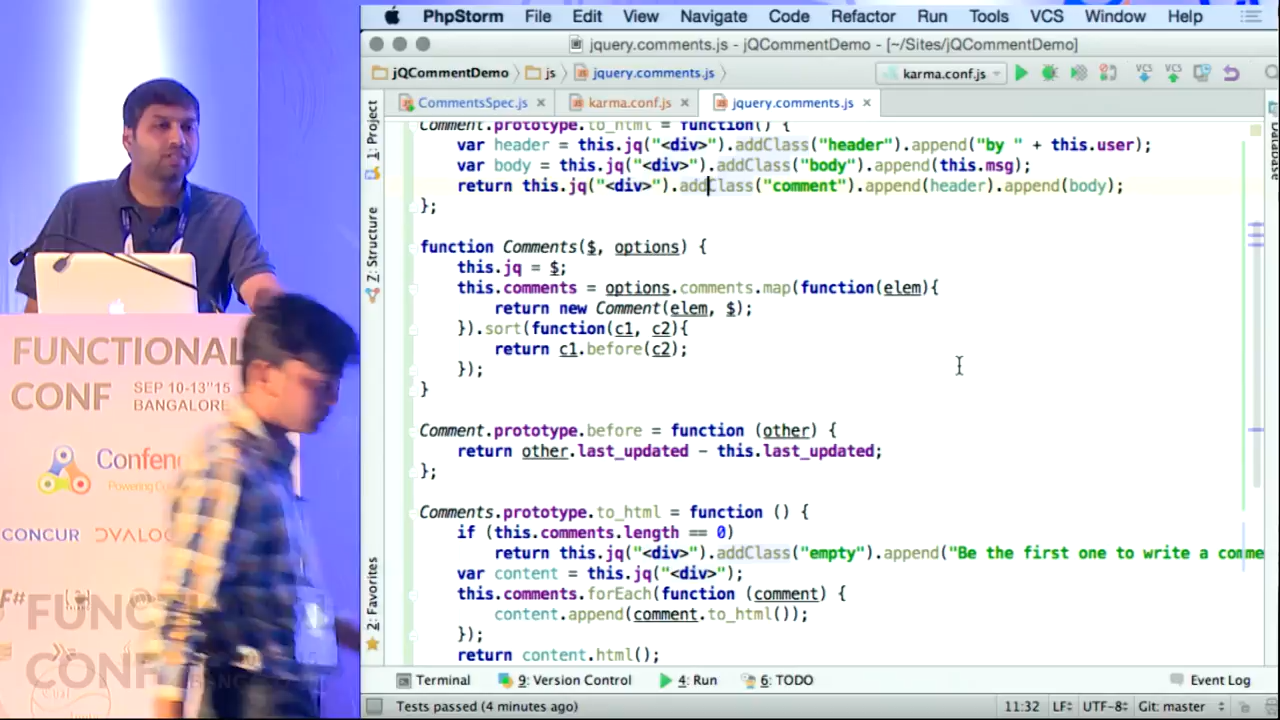 PhpStorm File Edit View Navigate Code Refactor Run Tools VCS Window Help
jquery.comments.js - jQCommentDemo - [~/Sites/jQCommentDemo]
jQCommentDemo js jquery.comments.js karma.conf.js VCS VCS
CommentsSpec.js karma.conf.js jquery.comments.js
1: Project
Z: Structure
2: Favorites
Comment.prototype.to_html = function() {
var header = this.jq("<div>").addClass("header").append("by " + this.user);
var body = this.jq("<div>").addClass("body").append(this.msg);
return this.jq("<div>").addClass("comment").append(header).append(body);
};
function Comments($, options) {
this.jq = $;
this.comments = options.comments.map(function(elem){
return new Comment(elem, $);
}).sort(function(c1, c2){
return c1.before(c2);
});
}
Comment.prototype.before = function (other) {
return other.last_updated - this.last_updated;
};
Comments.prototype.to_html = function () {
if (this.comments.length == 0)
return this.jq("<div>").addClass("empty").append("Be the first one to write a comme
var content = this.jq("<div>");
this.comments.forEach(function (comment) {
content.append(comment.to_html());
});
return content.html();
Terminal 9: Version Control 4: Run 6: TODO Event Log
Tests passed (4 minutes ago) 11:32 LF UTF-8 Git: master
FUNCTIONAL
CONF SEP 10-13"15
BANGALORE
Confen
Powering
CONCUR DVALO
F#
FUNCT
CONF